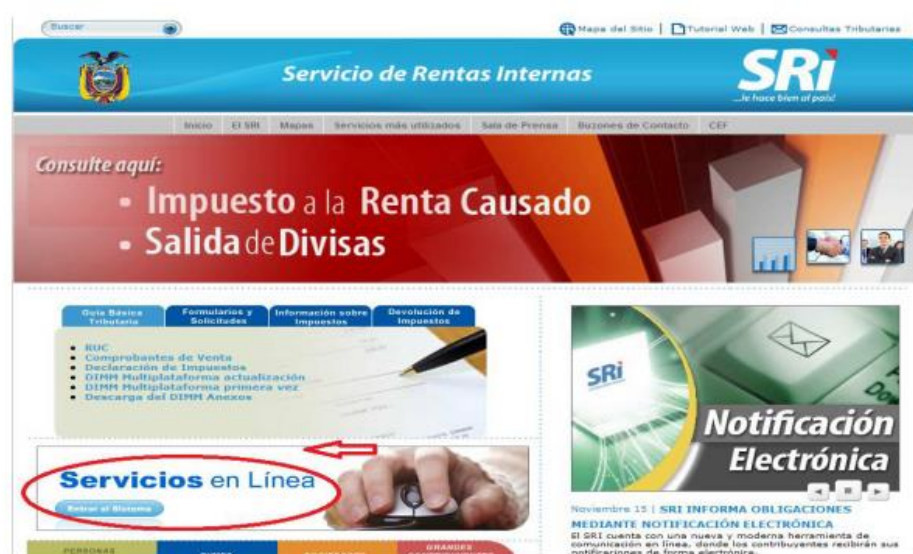 Buscar
Mapa del Sitio | Tutorial Web | Consultas Tributarias
Servicio de Rentas Internas
SRi
...le hace bien al país!
Inicio El SRI Mapas Servicios más utilizados Sala de Prensa Buzones de Contacto CEF
Consulte aquí:
• Impuesto a la Renta Causado
• Salida de Divisas
Guía Básica Tributaria
Formularios y Solicitudes
Información sobre Impuestos
Devolución de Impuestos
• RUC
• Comprobantes de Venta
• Declaración de Impuestos
• DIMM Multiplataforma actualización
• DIMM Multiplataforma primera vez
• Descarga del DIMM Anexos
Servicios en Línea
Entrar al Sistema
SRi
Notificación
Electrónica
Noviembre 15 | SRI INFORMA OBLIGACIONES
MEDIANTE NOTIFICACIÓN ELECTRÓNICA
El SRI cuenta con una nueva y moderna herramienta de
comunicación en línea, donde los contribuyentes recibirán sus
notificaciones de forma electrónica.
PERSONAS
GRANDES